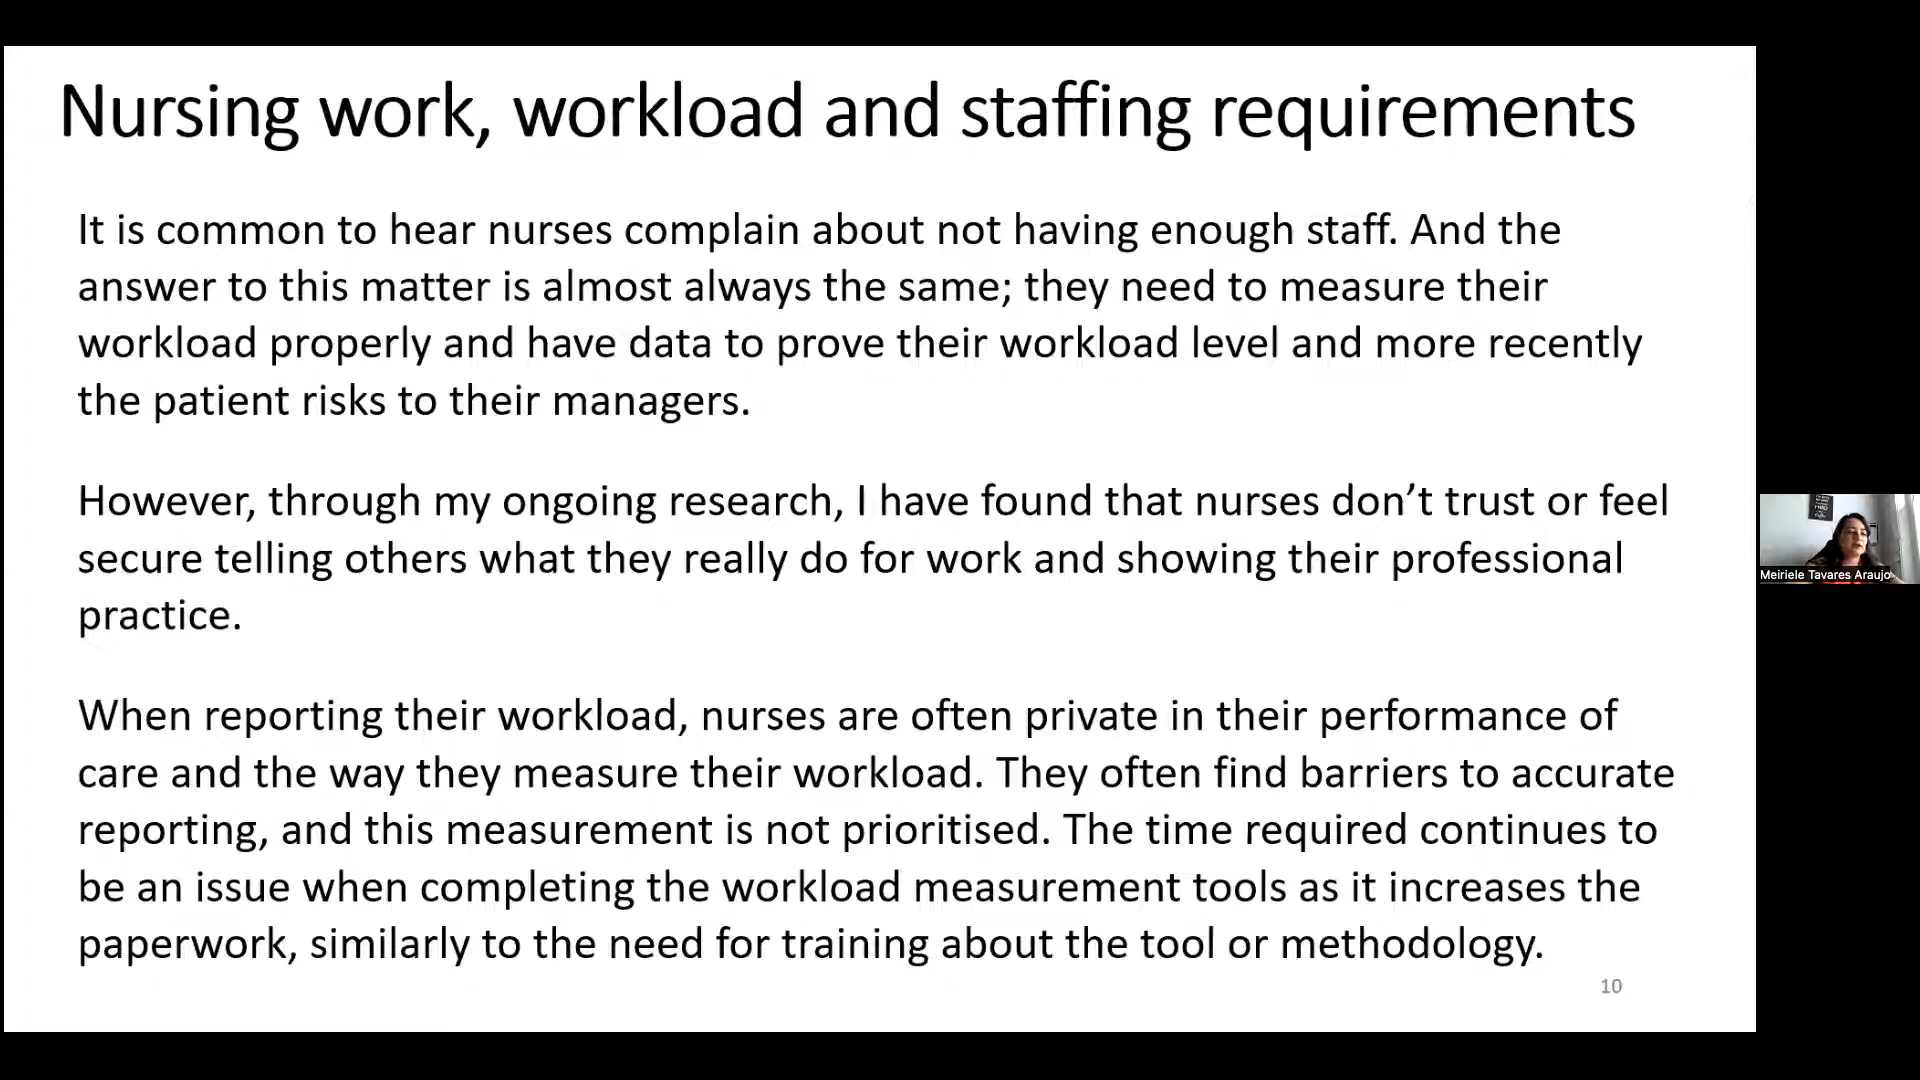 Nursing work, workload and staffing requirements
It is common to hear nurses complain about not having enough staff. And the
answer to this matter is almost always the same; they need to measure their
workload properly and have data to prove their workload level and more recently
the patient risks to their managers.
However, through my ongoing research, I have found that nurses don’t trust or feel
secure telling others what they really do for work and showing their professional
practice.
When reporting their workload, nurses are often private in their performance of
care and the way they measure their workload. They often find barriers to accurate
reporting, and this measurement is not prioritised. The time required continues to
be an issue when completing the workload measurement tools as it increases the
paperwork, similarly to the need for training about the tool or methodology.
10
Meiriele Tavares Araujo